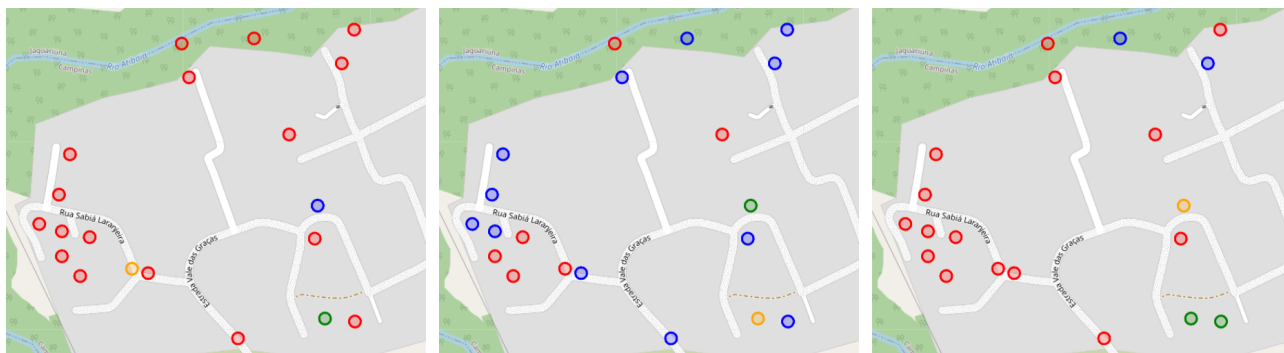 Jaguariúna
Campinas
Rio Atibaia
Rua Sabiá Laranjeira
Estrada Vale das Graças
Jaguariúna
Campinas
Rio Atibaia
Rua Sabiá Laranjeira
Estrada Vale das Graças
Jaguariúna
Campinas
Rio Atibaia
Rua Sabiá Laranjeira
Estrada Vale das Graças